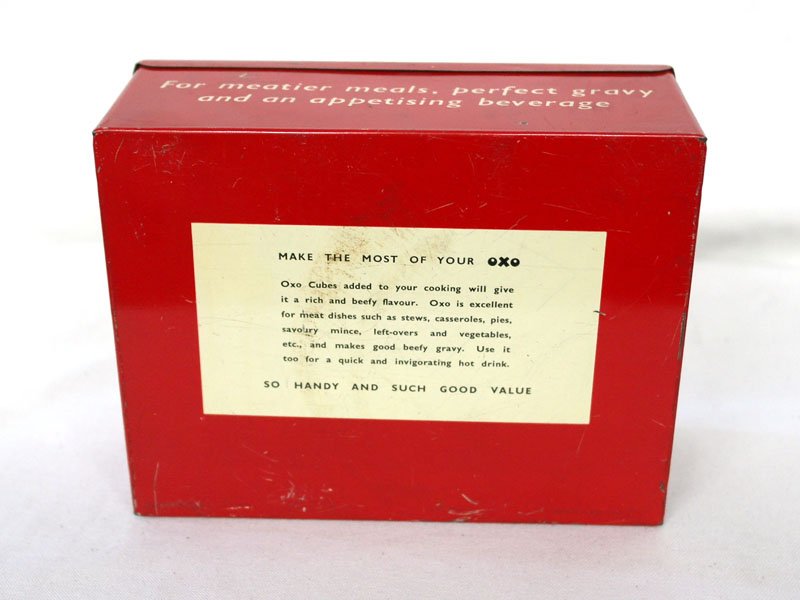 For meatier meals, perfect gravy
and an appetising beverage
MAKE THE MOST OF YOUR OXO
Oxo Cubes added to your cooking will give
it a rich and beefy flavour. Oxo is excellent
for meat dishes such as stews, casseroles, pies,
savoury mince, left-overs and vegetables,
etc., and makes good beefy gravy. Use it
too for a quick and invigorating hot drink.
SO HANDY AND SUCH GOOD VALUE